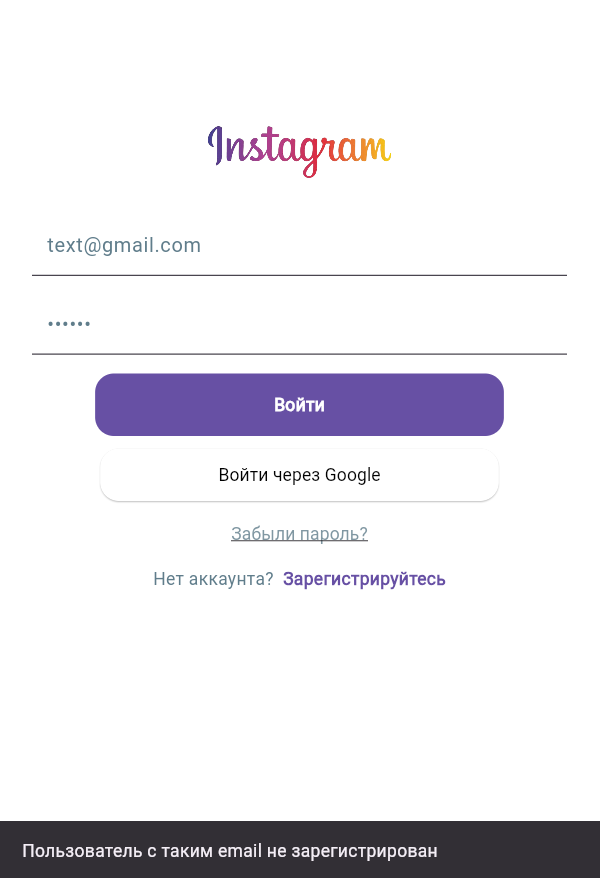 Instagram
text@gmail.com
••••••
Войти
Войти через Google
Забыли пароль?
Нет аккаунта? Зарегистрируйтесь
Пользователь с таким email не зарегистрирован